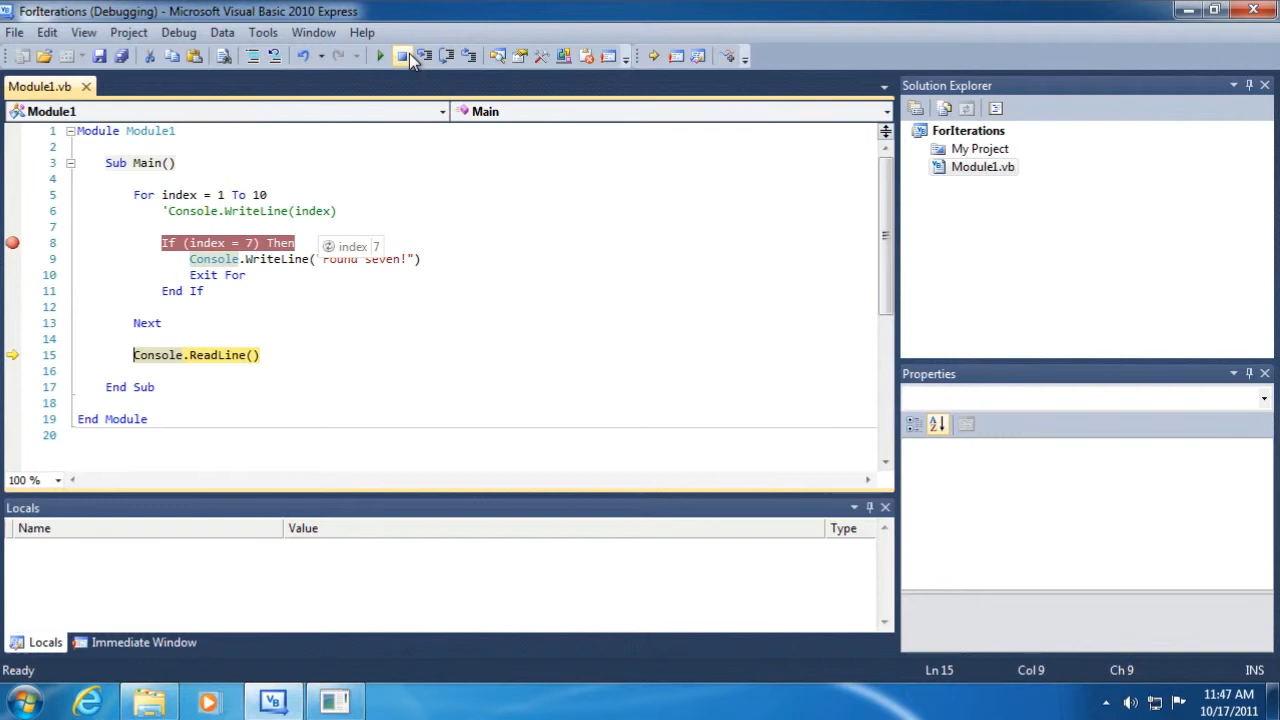 ForIterations (Debugging) - Microsoft Visual Basic 2010 Express
File Edit View Project Debug Data Tools Window Help
Module1.vb
Module1
Main
1 Module Module1
2
3 Sub Main()
4
5 For index = 1 To 10
6 'Console.WriteLine(index)
7
8 If (index = 7) Then
index 7
9 Console.WriteLine("Found seven!")
10 Exit For
11 End If
12
13 Next
14
15 Console.ReadLine()
16
17 End Sub
18
19 End Module
20
100 %
Solution Explorer
ForIterations
My Project
Module1.vb
Properties
Locals
Name Value Type
Locals Immediate Window
Ready Ln 15 Col 9 Ch 9 INS
11:47 AM
10/17/2011